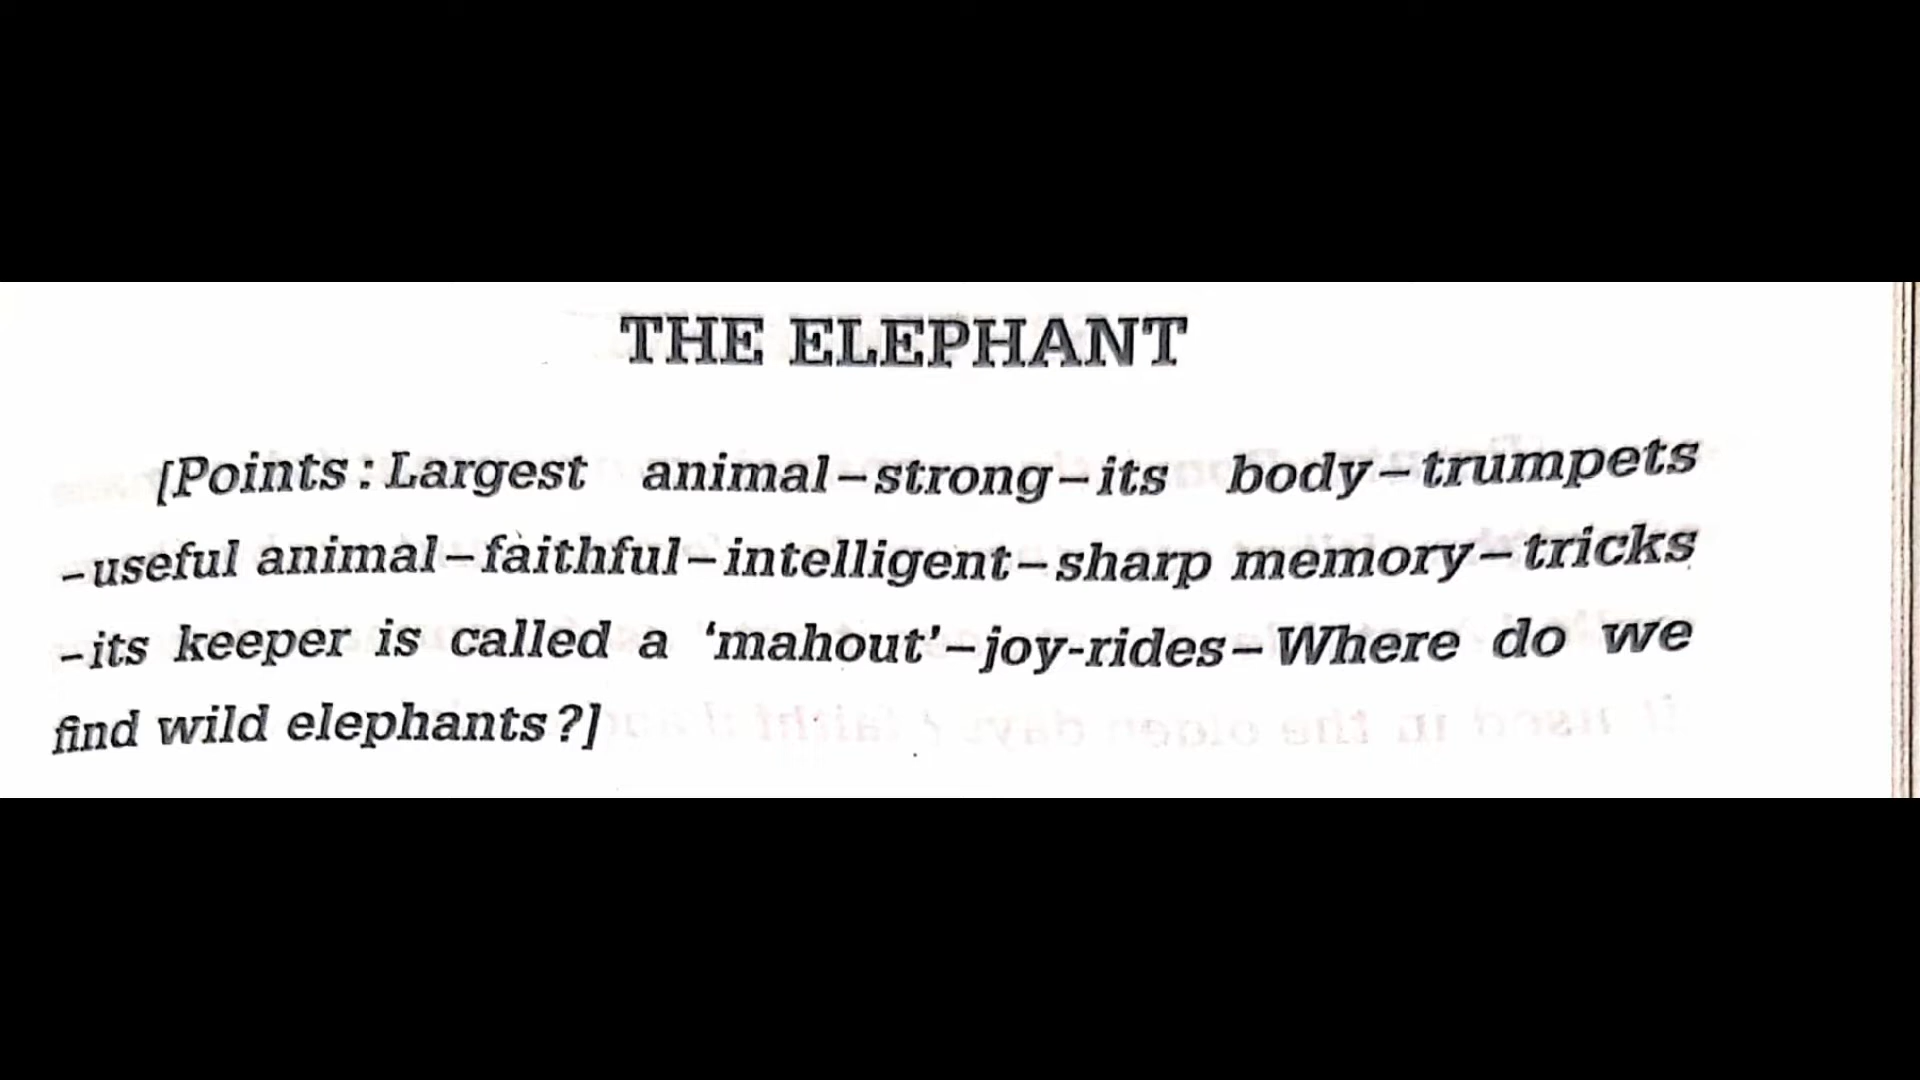 THE ELEPHANT
[Points : Largest animal – strong – its body – trumpets
– useful animal – faithful – intelligent – sharp memory – tricks
– its keeper is called a ‘mahout’ – joy-rides – Where do we
find wild elephants ?]